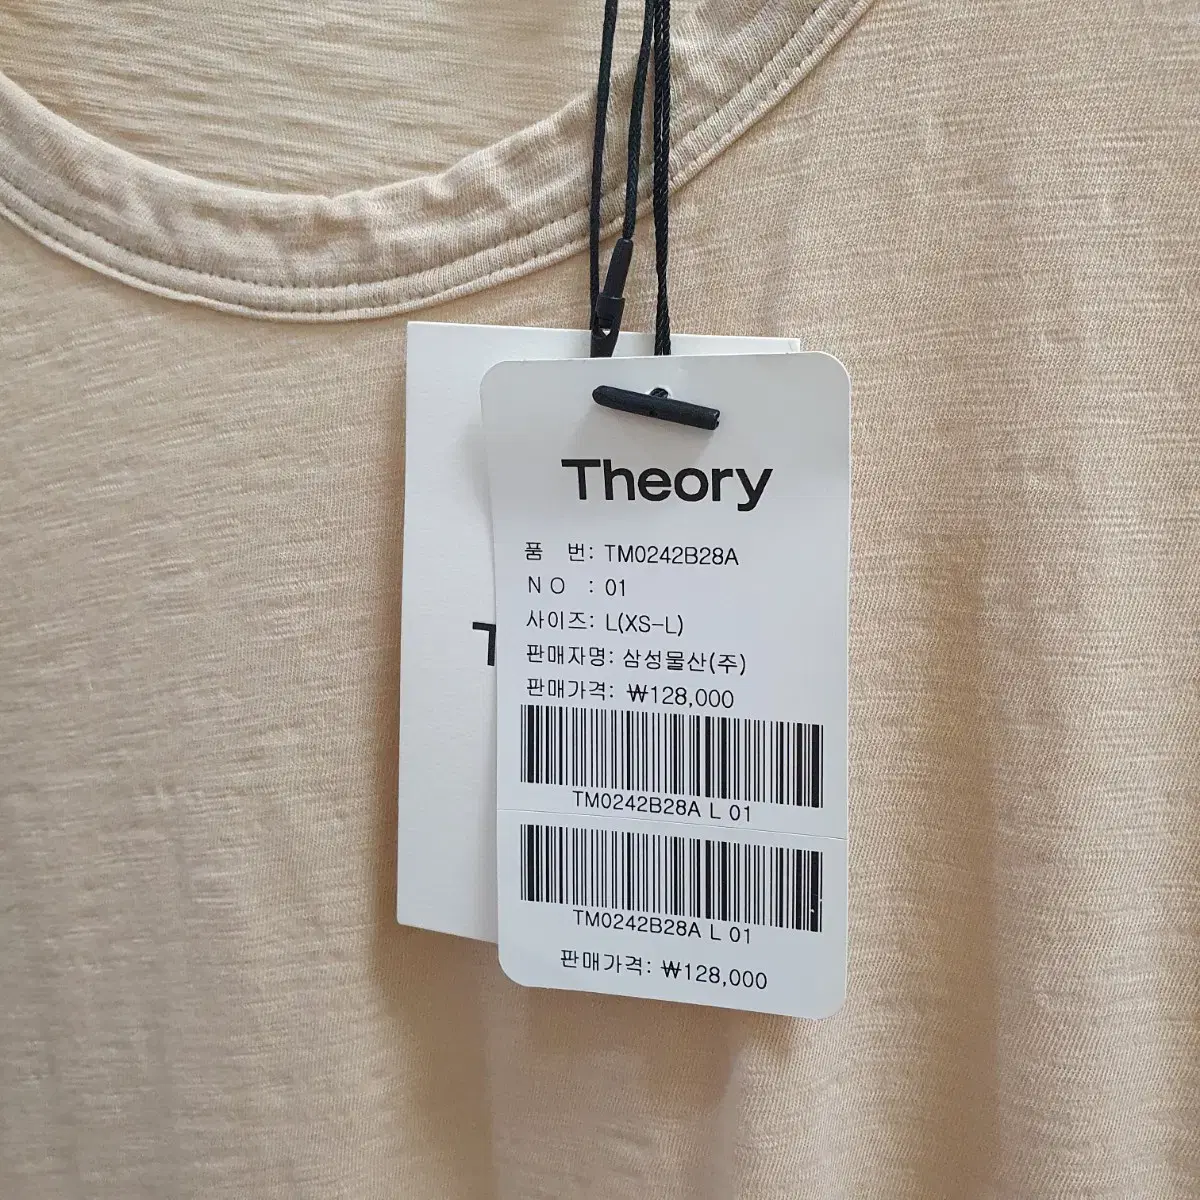 Theory
품 번: TM0242B28A
NO : 01
사이즈: L(XS-L)
판매자명: 삼성물산(주)
판매가격: ₩128,000
TM0242B28A L 01
TM0242B28A L 01
판매가격: ₩128,000
T